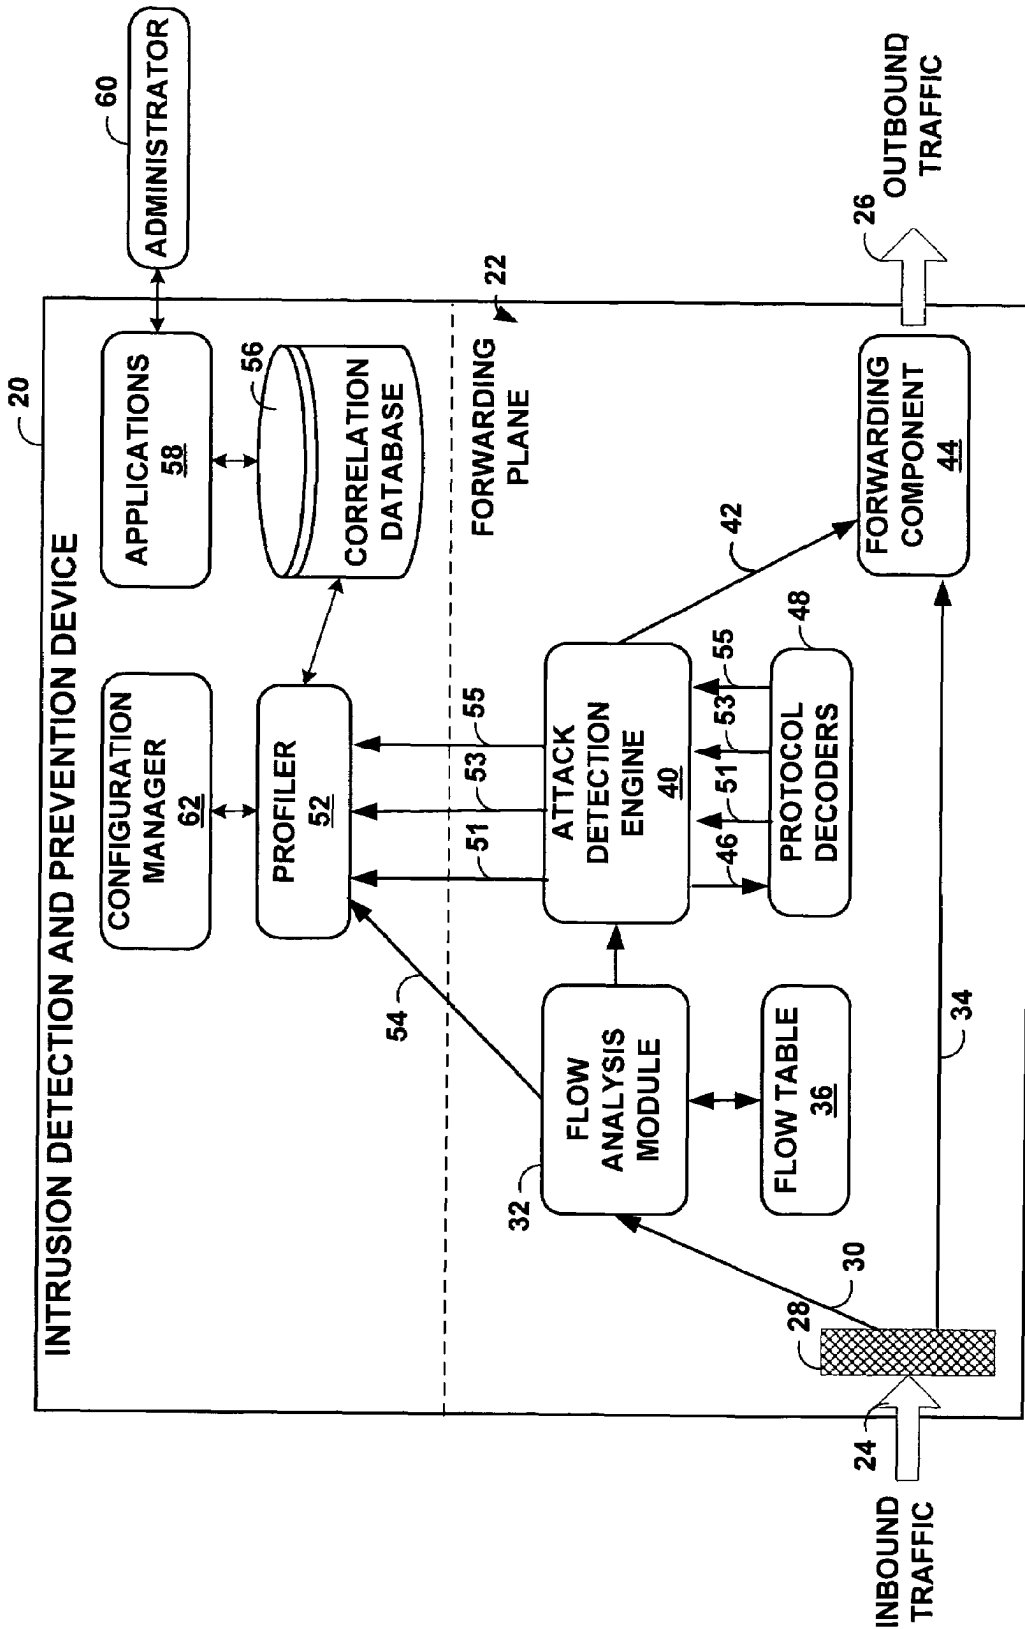 INTRUSION DETECTION AND PREVENTION DEVICE
20
60
ADMINISTRATOR
CONFIGURATION
MANAGER
62
APPLICATIONS
58
PROFILER
52
56
CORRELATION
DATABASE
54
51
53
55
FORWARDING
PLANE
22
32
FLOW
ANALYSIS
MODULE
ATTACK
DETECTION
ENGINE
40
42
46
51
53
55
FLOW TABLE
36
PROTOCOL
DECODERS
48
INBOUND
TRAFFIC
24
28
30
34
FORWARDING
COMPONENT
44
26
OUTBOUND
TRAFFIC